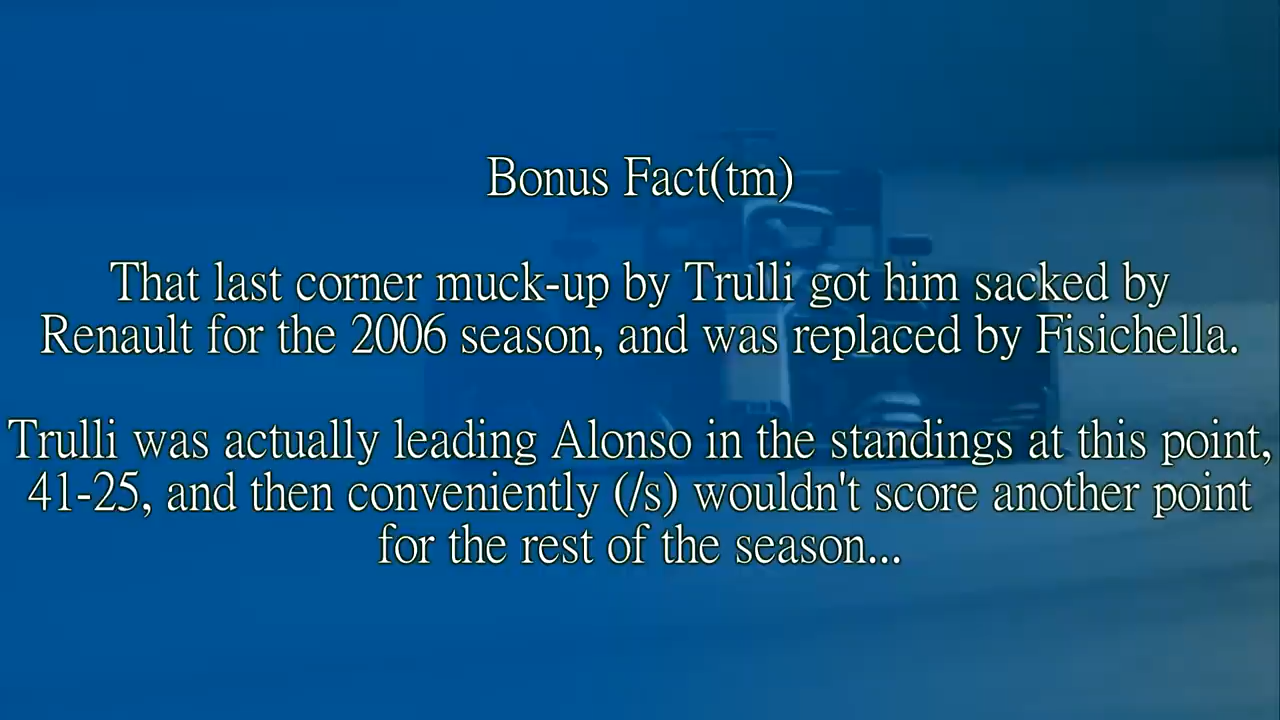 Bonus Fact(tm)
That last corner muck-up by Trulli got him sacked by
Renault for the 2006 season, and was replaced by Fisichella.
Trulli was actually leading Alonso in the standings at this point,
41-25, and then conveniently (/s) wouldn't score another point
for the rest of the season...